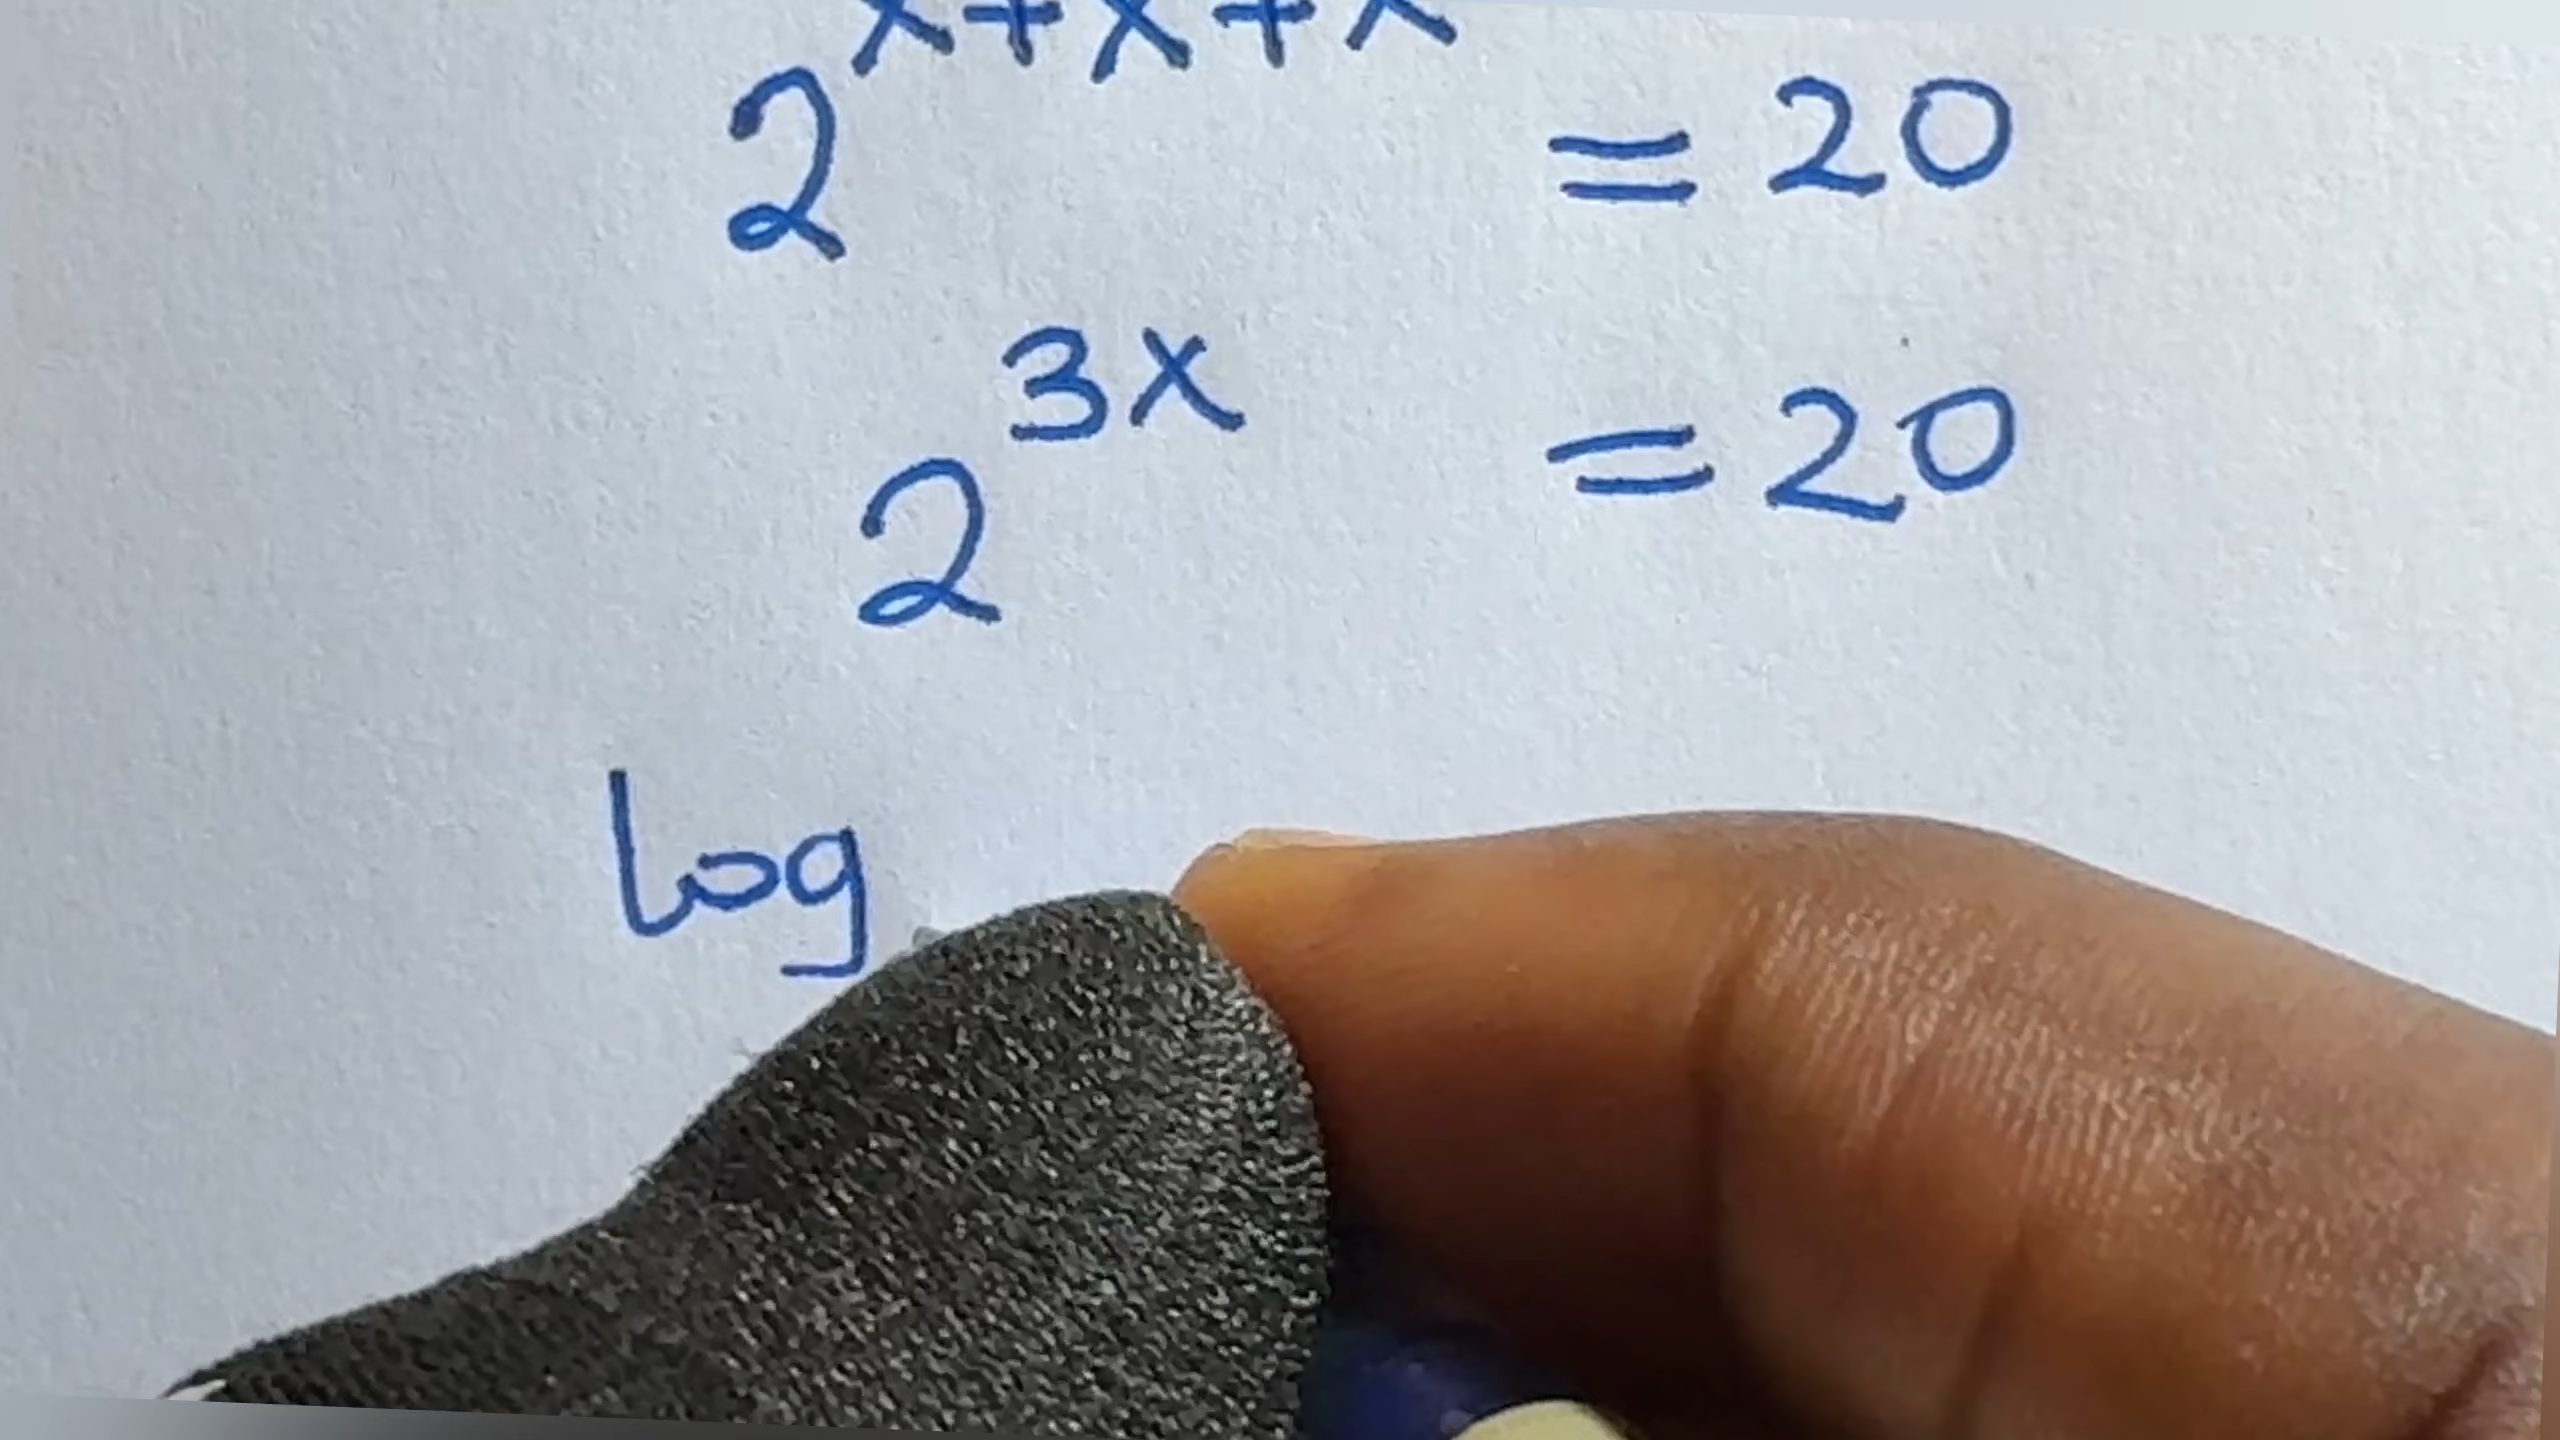 2^{x+x+x} = 20
2^{3x} = 20
log